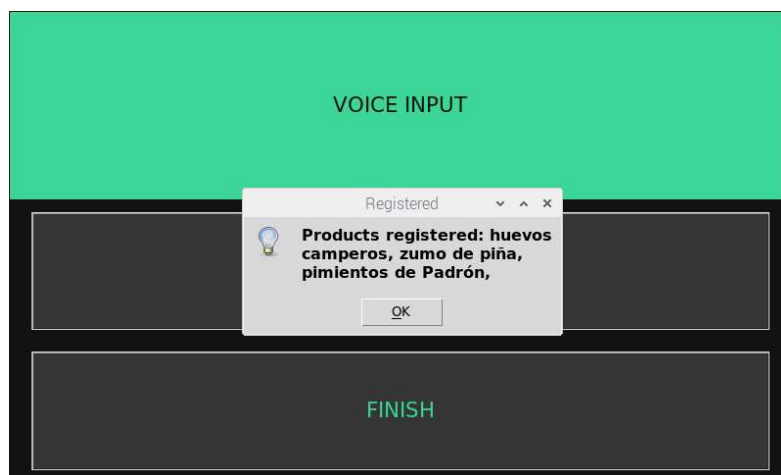 VOICE INPUT
Registered
Products registered: huevos
camperos, zumo de piña,
pimientos de Padrón,
OK
FINISH